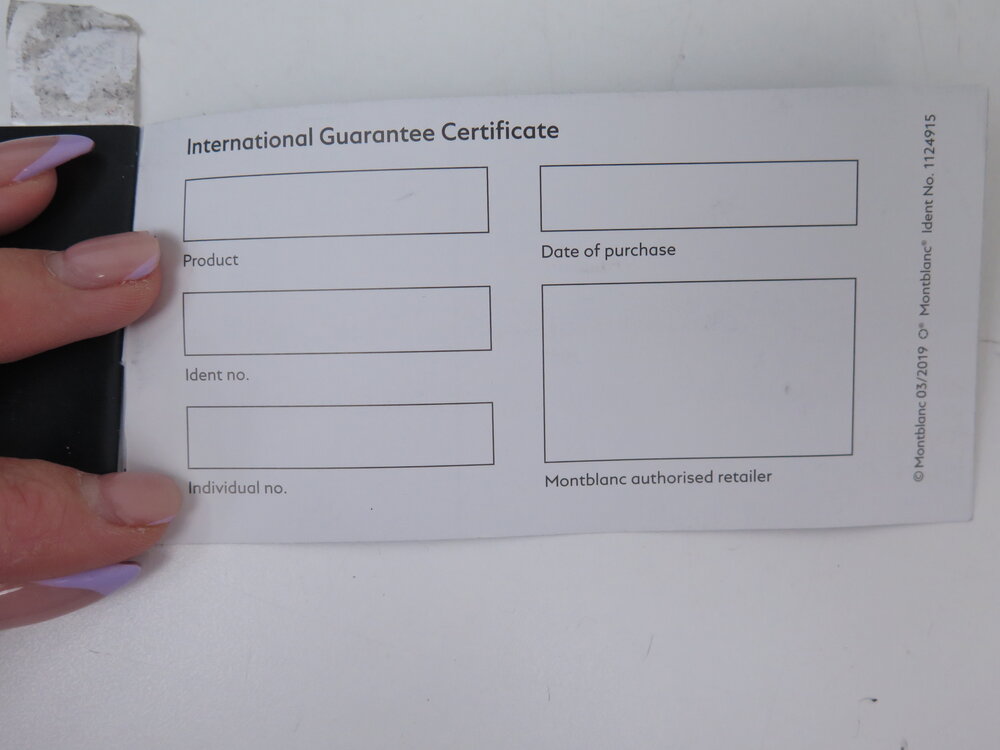 International Guarantee Certificate
Product
Date of purchase
Ident no.
Individual no.
Montblanc authorised retailer
© Montblanc 03/2019 O® Montblanc® Ident No. 1124915